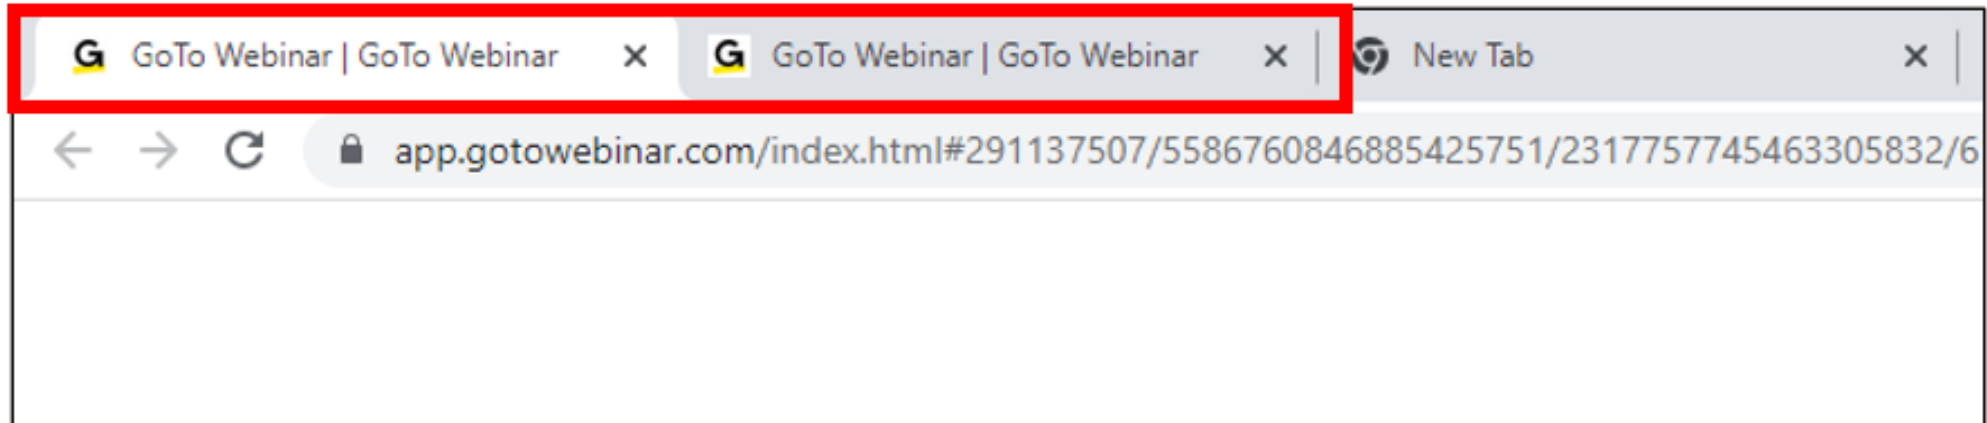 G GoTo Webinar | GoTo Webinar G GoTo Webinar | GoTo Webinar New Tab
app.gotowebinar.com/index.html#291137507/5586760846885425751/2317757745463305832/6